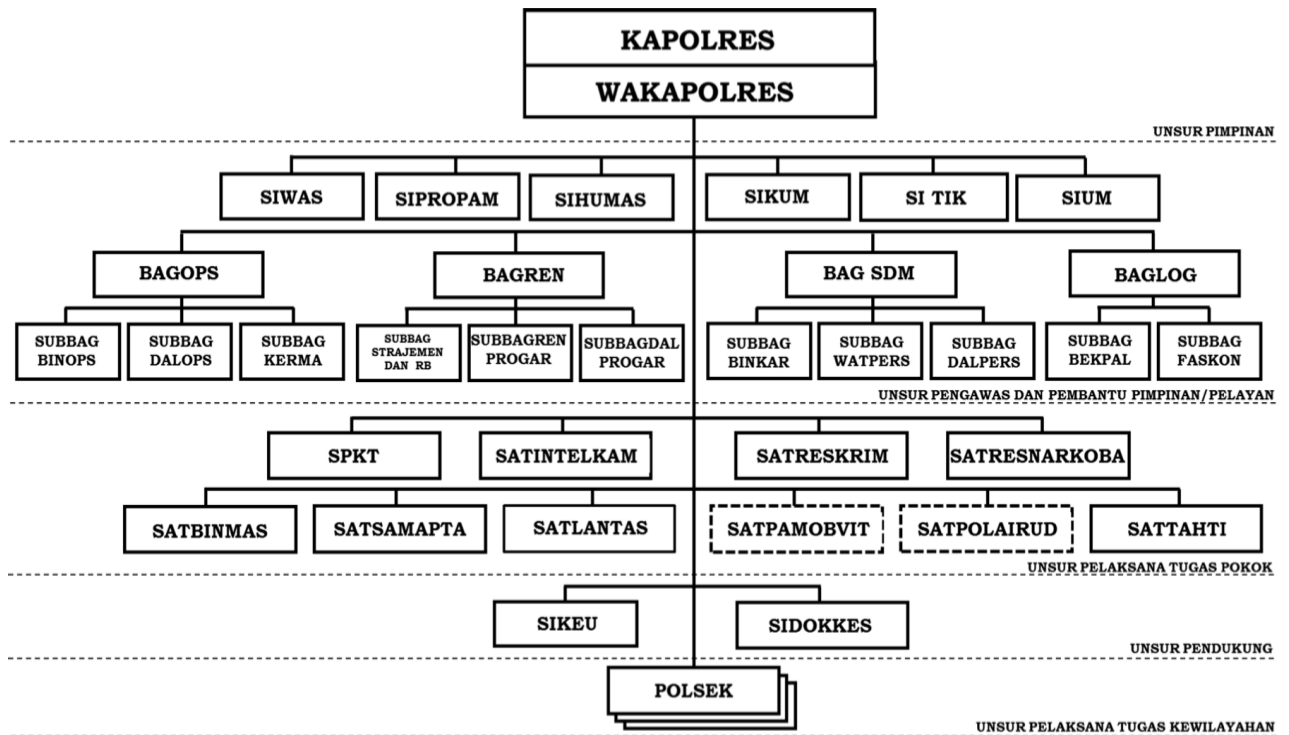 KAPOLRES
WAKAPOLRES
UNSUR PIMPINAN
SIWAS
SIPROPAM
SIHUMAS
SIKUM
SI TIK
SIUM
BAGOPS
BAGREN
BAG SDM
BAGLOG
SUBBAG
BINOPS
SUBBAG
DALOPS
SUBBAG
KERMA
SUBBAG
STRAJEMEN
DAN RB
SUBBAGREN
PROGAR
SUBBAGDAL
PROGAR
SUBBAG
BINKAR
SUBBAG
WATPERS
SUBBAG
DALPERS
SUBBAG
BEKPAL
SUBBAG
FASKON
UNSUR PENGAWAS DAN PEMBANTU PIMPINAN/PELAYAN
SPKT
SATINTELKAM
SATRESKRIM
SATRESNARKOBA
SATBINMAS
SATSAMAPTA
SATLANTAS
SATPAMOBVIT
SATPOLAIRUD
SATTAHTI
UNSUR PELAKSANA TUGAS POKOK
SIKEU
SIDOKKES
UNSUR PENDUKUNG
POLSEK
UNSUR PELAKSANA TUGAS KEWILAYAHAN